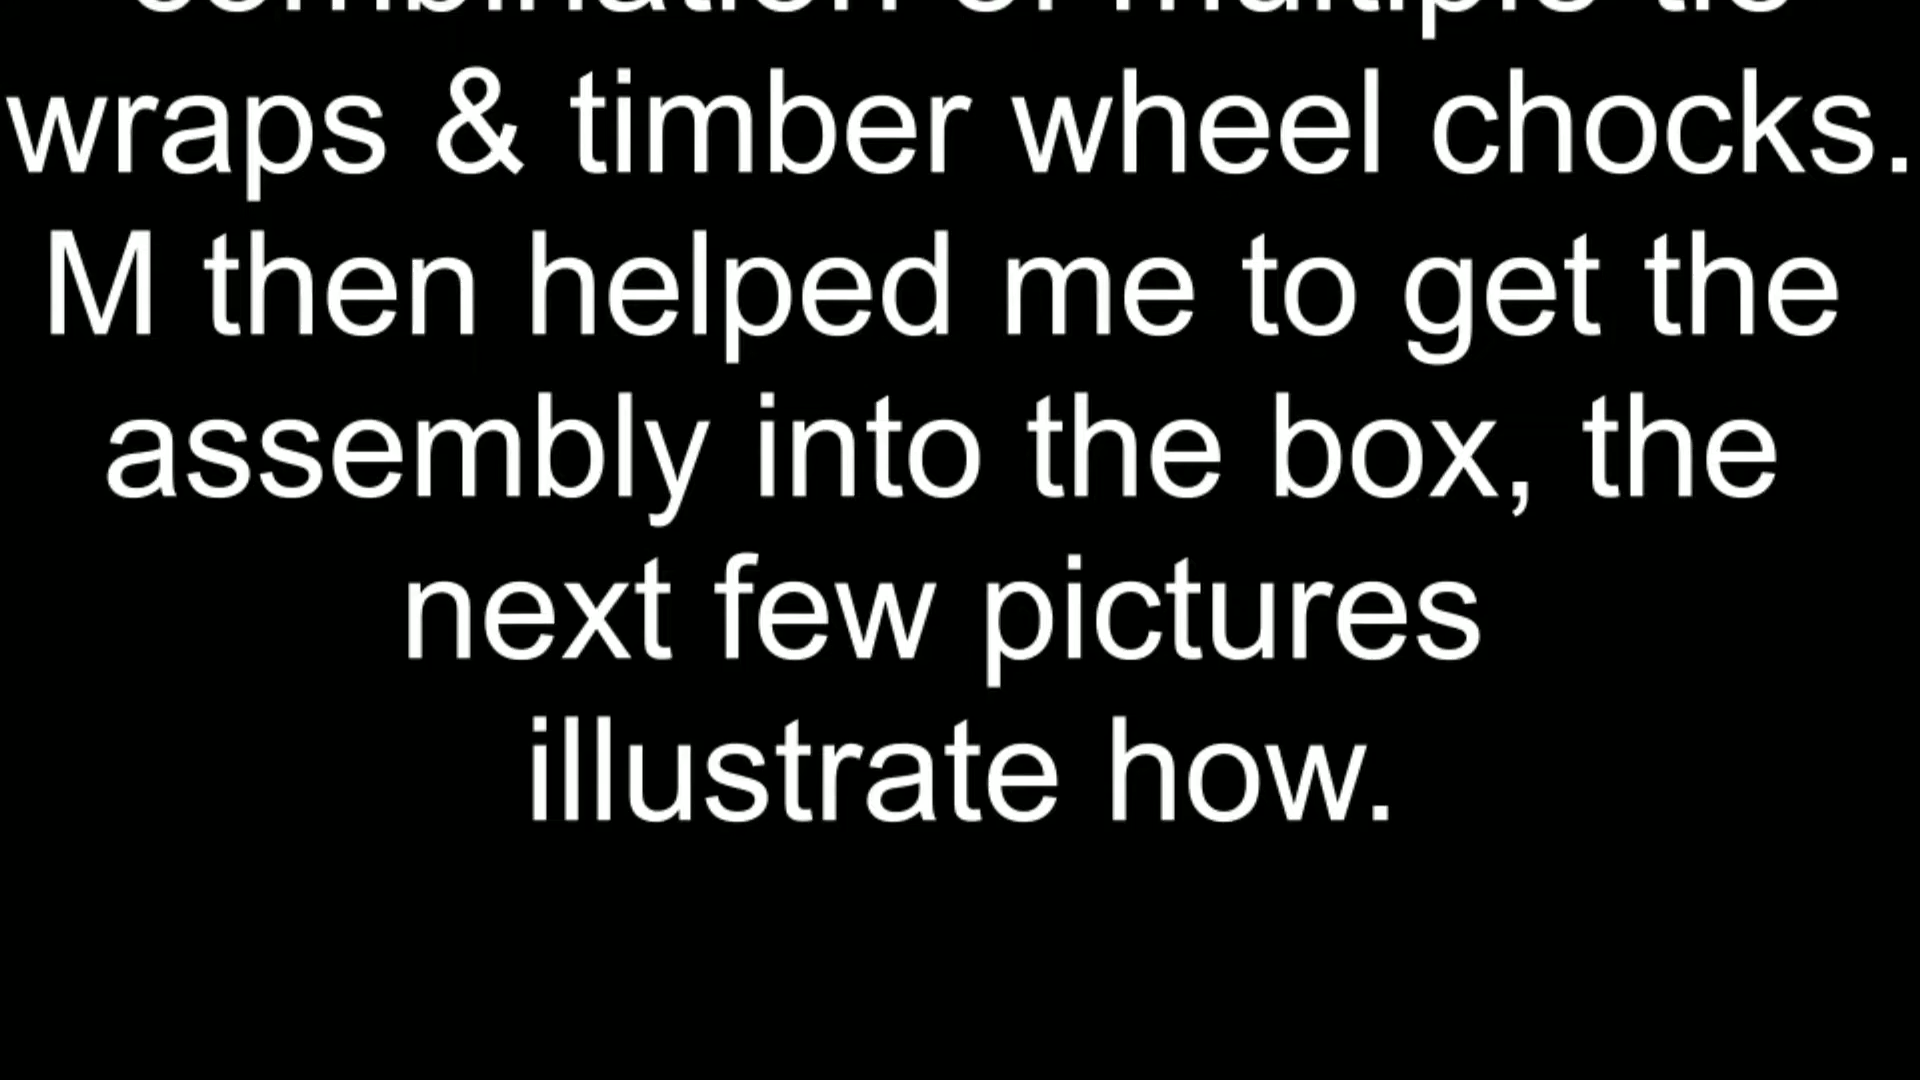 combination of multiple tie
wraps & timber wheel chocks.
M then helped me to get the
assembly into the box, the
next few pictures
illustrate how.